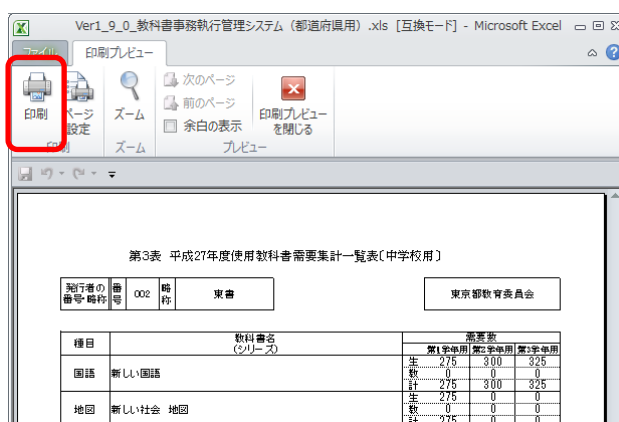 Ver1_9_0_教科書事務執行管理システム（都道府県用）.xls [互換モード] - Microsoft Excel
ファイル 印刷プレビュー
印刷
ページ設定
ズーム
次のページ
前のページ
余白の表示
印刷プレビューを閉じる
印刷 ズーム プレビュー
第3表 平成27年度使用教科書需要集計一覧表〔中学校用〕
発行者の番号・略称 番号 002 略称 東書 東京都教育委員会
種目 教科書名（シリーズ） 需要数
第1学年用 第2学年用 第3学年用
国語 新しい国語
生 275 300 325
数 0 0 0
計 275 300 325
地図 新しい社会 地図
生 275 0 0
数 0 0 0
計 275 0 0